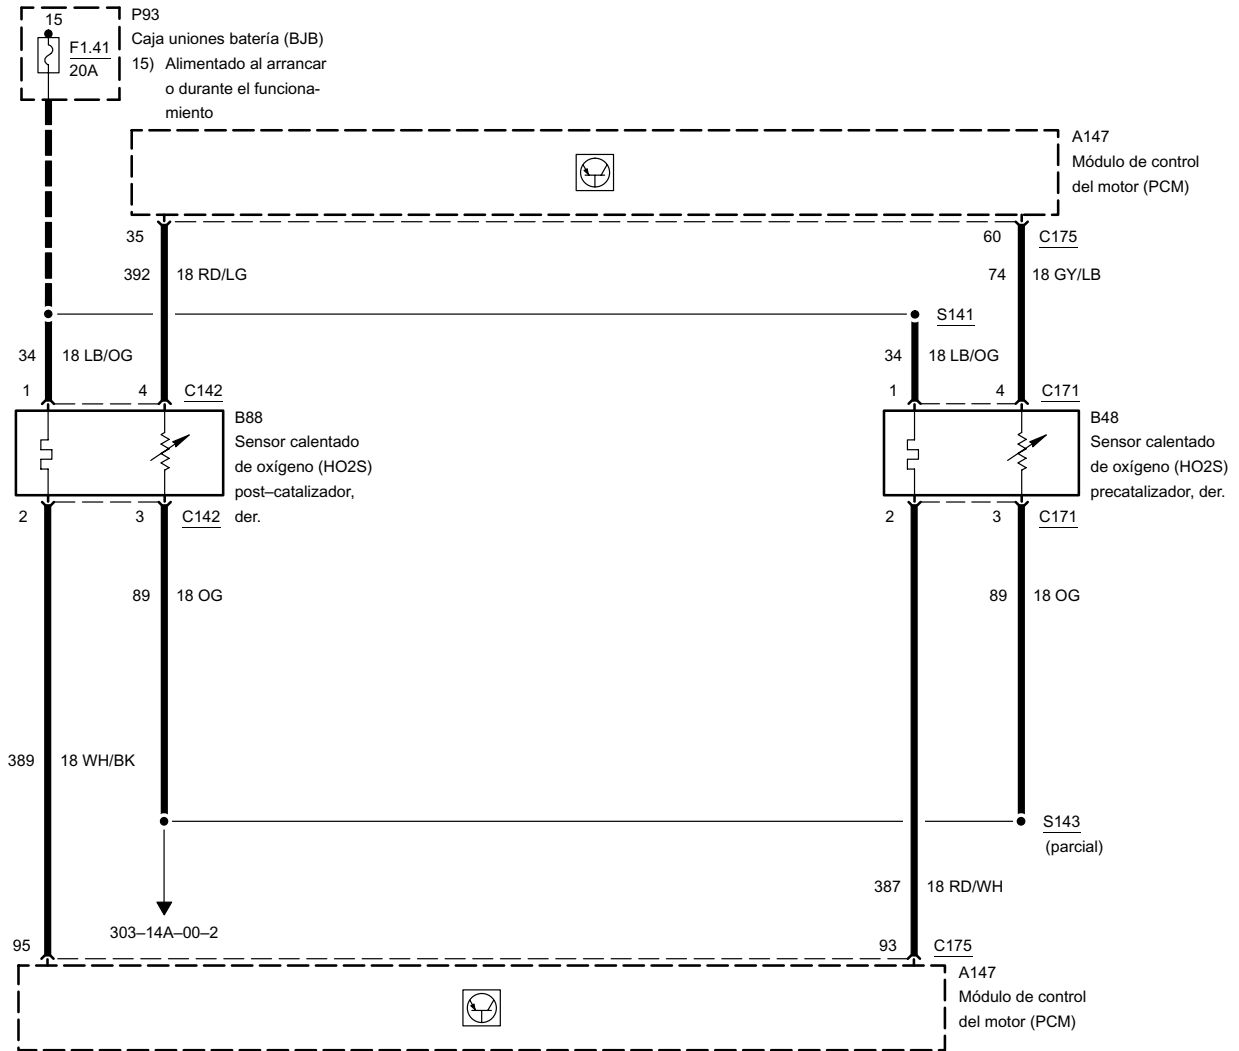 15
F1.41
20A
P93
Caja uniones batería (BJB)
15) Alimentado al arrancar
o durante el funciona-
miento
A147
Módulo de control
del motor (PCM)
35
60
C175
392
18 RD/LG
74
18 GY/LB
S141
34
18 LB/OG
34
18 LB/OG
1
4
C142
1
4
C171
B88
Sensor calentado
de oxígeno (HO2S)
post–catalizador,
der.
B48
Sensor calentado
de oxígeno (HO2S)
precatalizador, der.
2
3
C142
2
3
C171
89
18 OG
89
18 OG
389
18 WH/BK
S143
(parcial)
387
18 RD/WH
303–14A–00–2
95
93
C175
A147
Módulo de control
del motor (PCM)